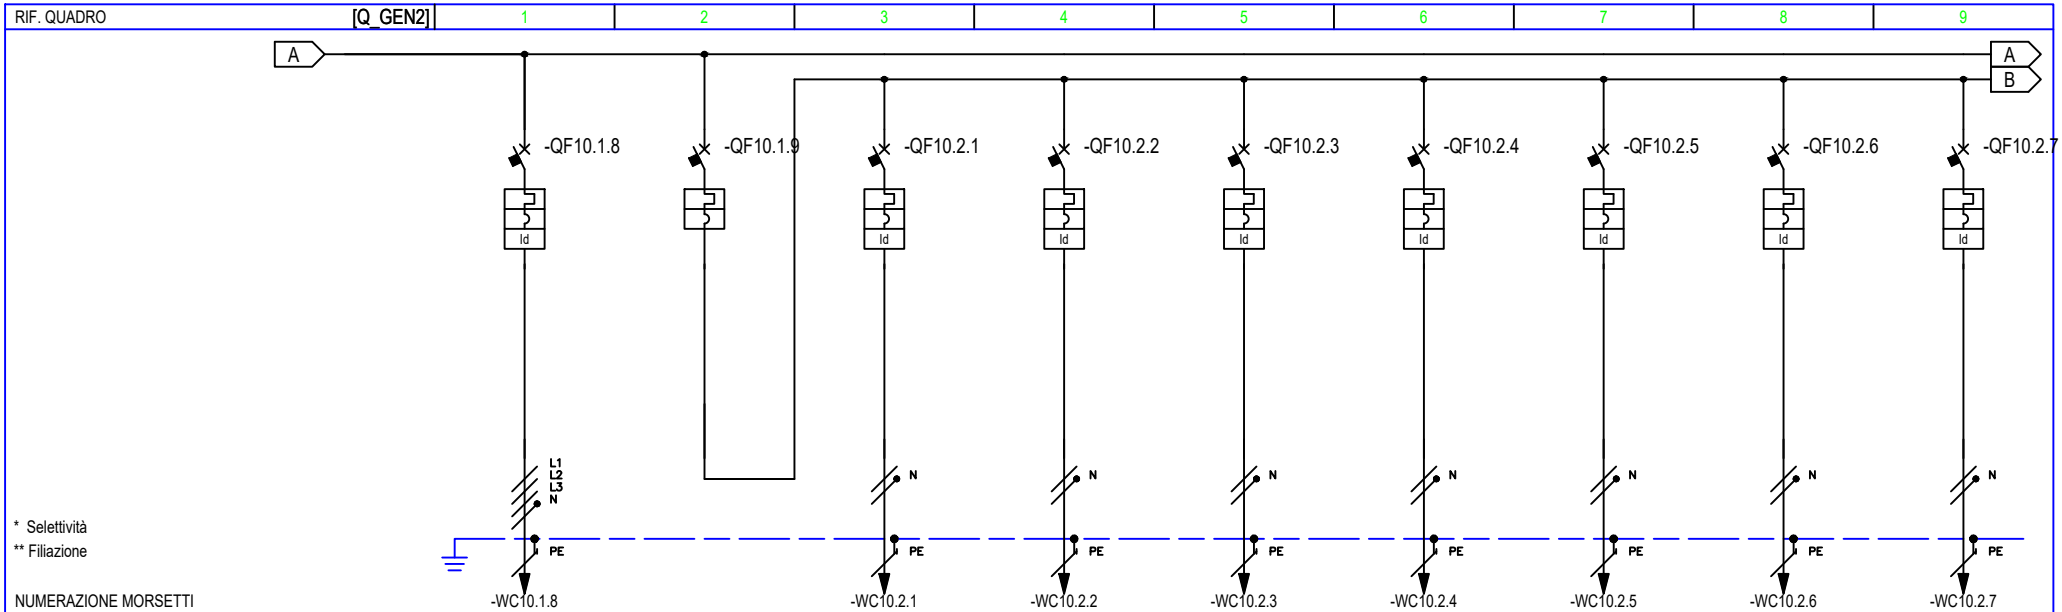 RIF. QUADRO [Q_GEN2] 1 2 3 4 5 6 7 8 9
A A
B
-QF10.1.8 -QF10.1.9 -QF10.2.1 -QF10.2.2 -QF10.2.3 -QF10.2.4 -QF10.2.5 -QF10.2.6 -QF10.2.7
Id Id Id Id Id Id Id Id
L1
L2
L3
N N N N N N N N
* Selettività
** Filiazione
PE PE PE PE PE PE PE PE
NUMERAZIONE MORSETTI -WC10.1.8 -WC10.2.1 -WC10.2.2 -WC10.2.3 -WC10.2.4 -WC10.2.5 -WC10.2.6 -WC10.2.7